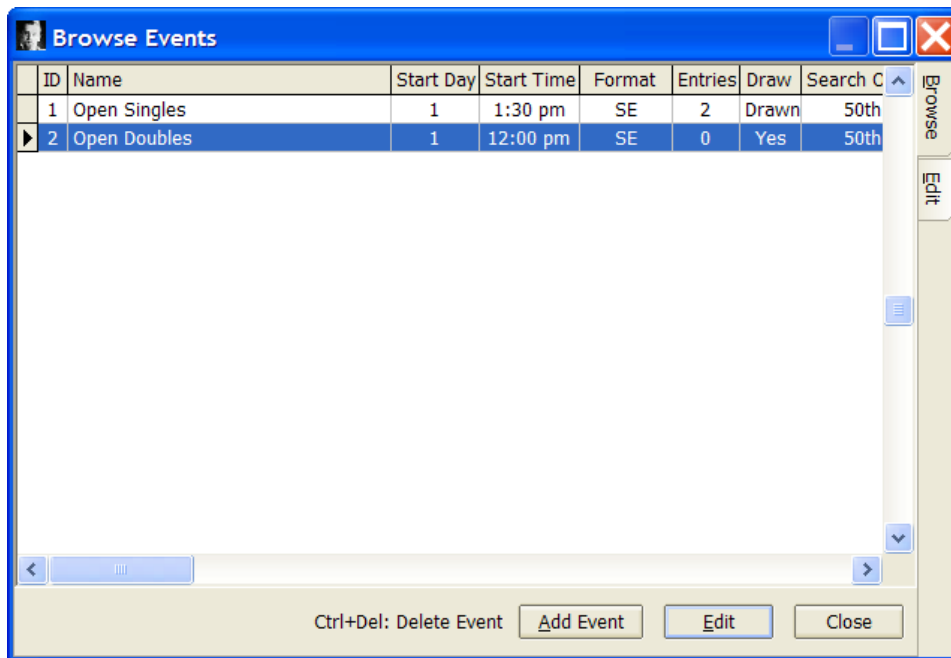 Browse Events
ID Name Start Day Start Time Format Entries Draw Search O
1 Open Singles 1 1:30 pm SE 2 Drawn 50th
2 Open Doubles 1 12:00 pm SE 0 Yes 50th
Browse
Edit
Ctrl+Del: Delete Event Add Event Edit Close